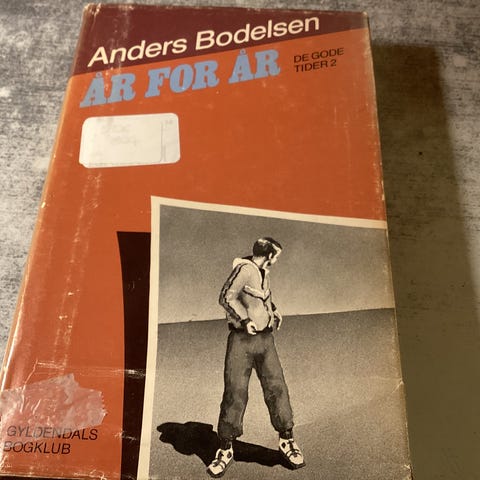 Anders Bodelsen
ÅR FOR ÅR
DE GODE
TIDER 2
GYLDENDALS
BOGKLUB